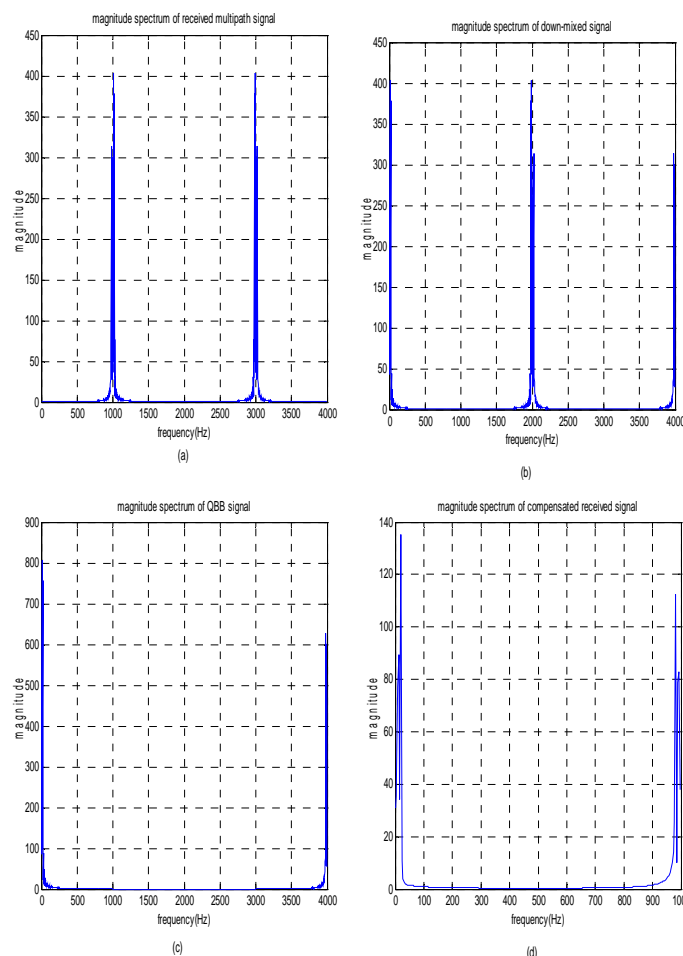 magnitude spectrum of received multipath signal
450
400
350
300
250
200
150
100
50
0
m a g n i t u d e
0 500 1000 1500 2000 2500 3000 3500 4000
frequency(Hz)
(a)
magnitude spectrum of down-mixed signal
450
400
350
300
250
200
150
100
50
0
m a g n i t u d e
0 500 1000 1500 2000 2500 3000 3500 4000
frequency(Hz)
(b)
magnitude spectrum of QBB signal
900
800
700
600
500
400
300
200
100
0
m a g n i t u d e
0 500 1000 1500 2000 2500 3000 3500 4000
frequency(Hz)
(c)
magnitude spectrum of compensated received signal
140
120
100
80
60
40
20
0
m a g n i t u d e
0 100 200 300 400 500 600 700 800 900 100
frequency(Hz)
(d)